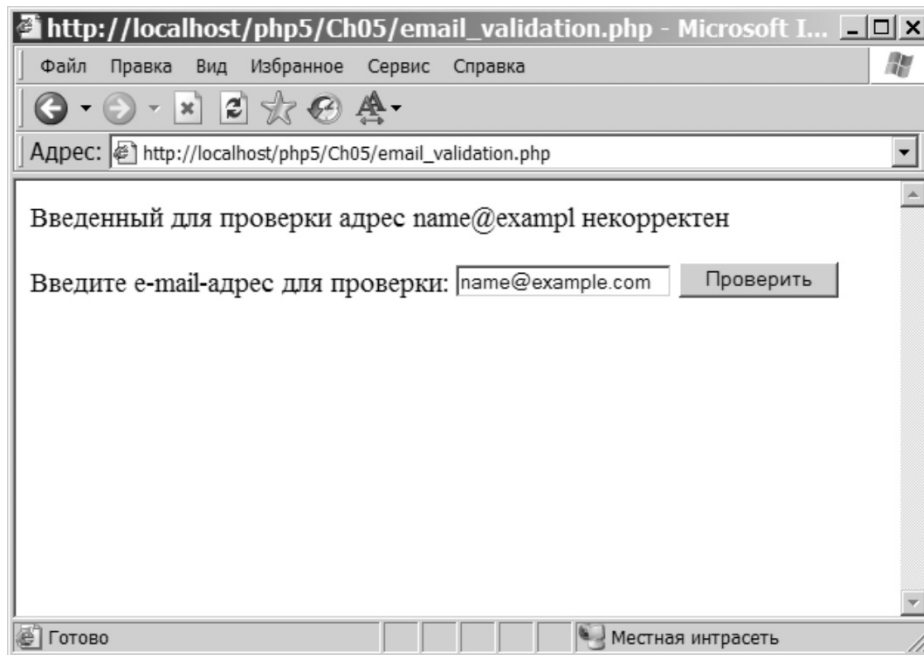 http://localhost/php5/Ch05/email_validation.php - Microsoft I...
Файл Правка Вид Избранное Сервис Справка
Адрес: http://localhost/php5/Ch05/email_validation.php
Введенный для проверки адрес name@exampl некорректен
Введите e-mail-адрес для проверки: name@example.com Проверить
Готово Местная интрасеть